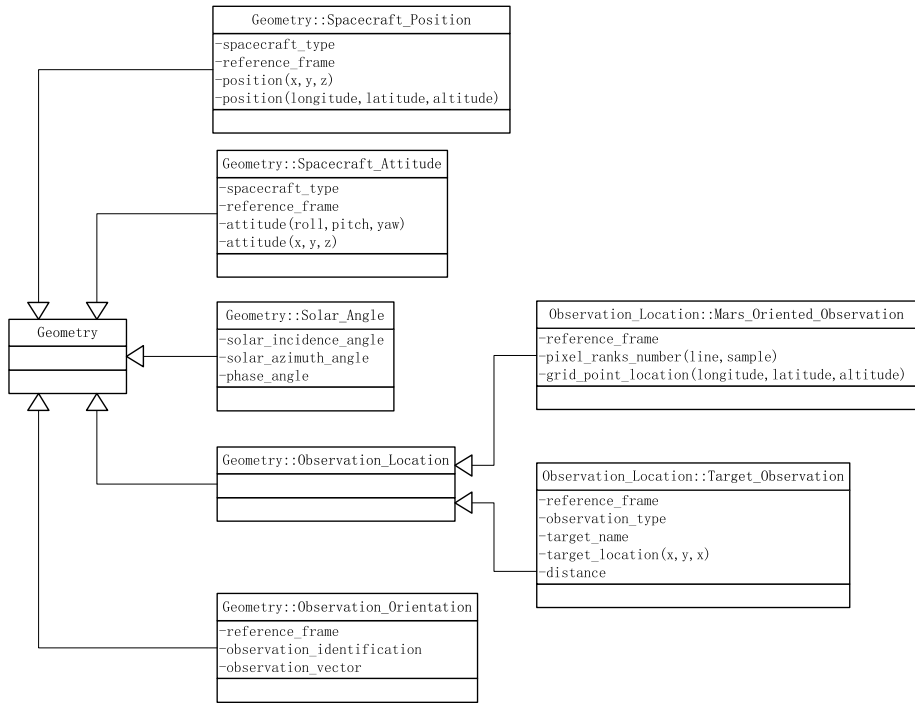 Geometry::Spacecraft_Position
-spacecraft_type
-reference_frame
-position(x,y,z)
-position(longitude,latitude,altitude)
Geometry::Spacecraft_Attitude
-spacecraft_type
-reference_frame
-attitude(roll,pitch,yaw)
-attitude(x,y,z)
Geometry
Geometry::Solar_Angle
-solar_incidence_angle
-solar_azimuth_angle
-phase_angle
Observation_Location::Mars_Oriented_Observation
-reference_frame
-pixel_ranks_number(line,sample)
-grid_point_location(longitude,latitude,altitude)
Geometry::Observation_Location
Observation_Location::Target_Observation
-reference_frame
-observation_type
-target_name
-target_location(x,y,x)
-distance
Geometry::Observation_Orientation
-reference_frame
-observation_identification
-observation_vector